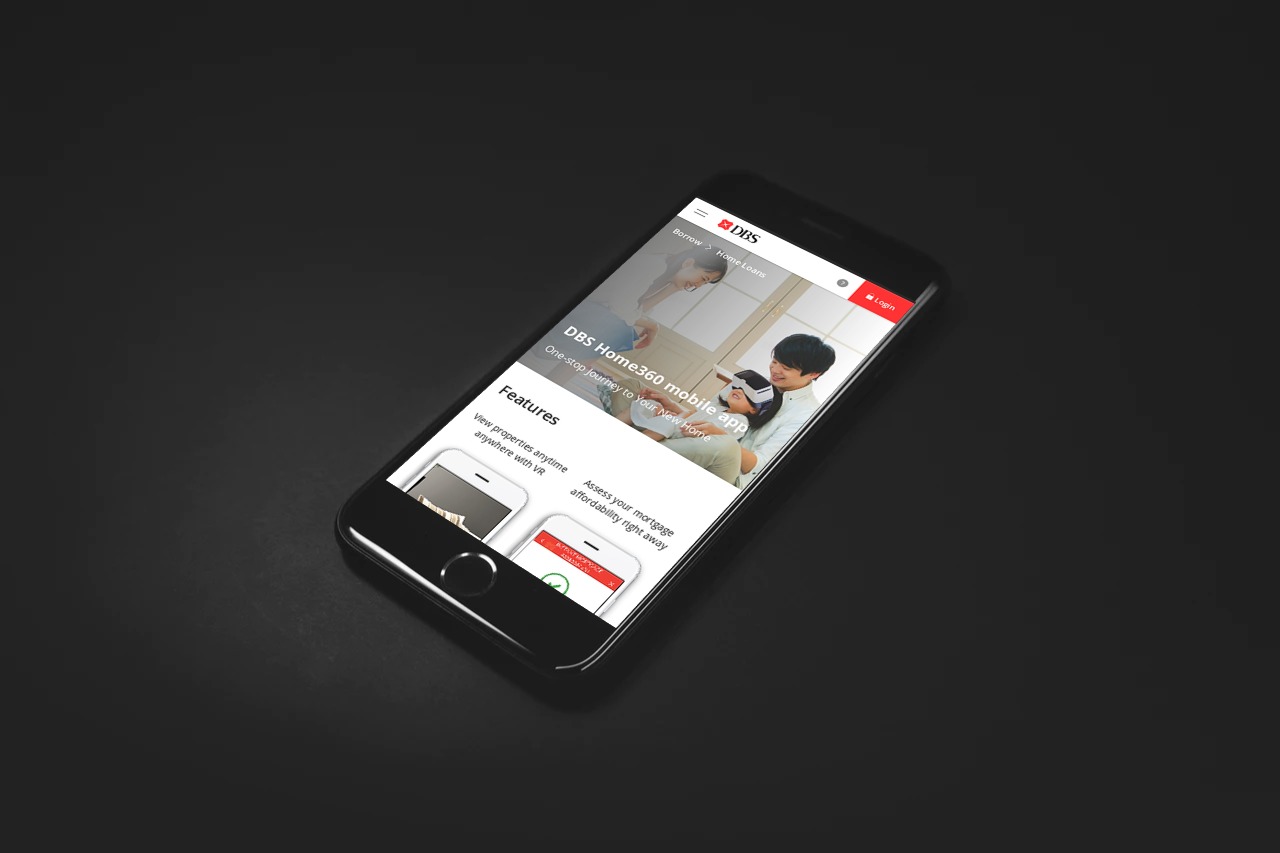 DBS
Login
Borrow > Home Loans
DBS Home360 mobile app
One-stop Journey to Your New Home
Features
View properties anytime
anywhere with VR
Assess your mortgage
affordability right away